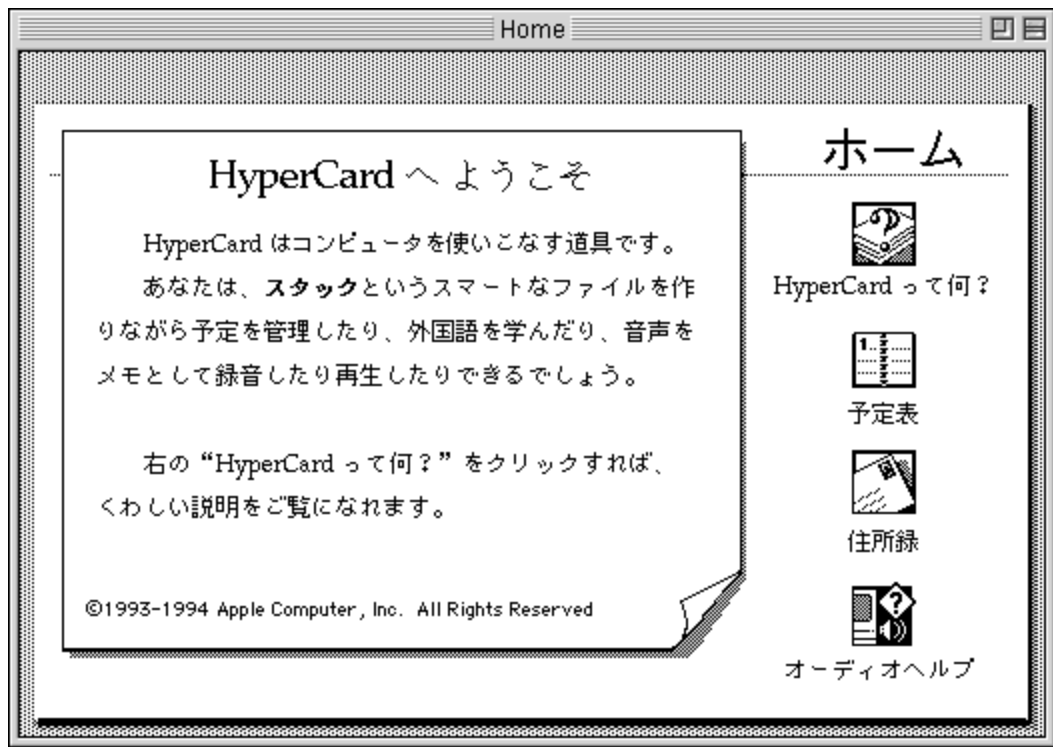 Home
HyperCard へ ようこそ
HyperCard はコンピュータを使いこなす道具です。
あなたは、スタックというスマートなファイルを作
りながら予定を管理したり、外国語を学んだり、音声を
メモとして録音したり再生したりできるでしょう。
右の“HyperCard って何？”をクリックすれば、
くわしい説明をご覧になれます。
©1993-1994 Apple Computer, Inc. All Rights Reserved
ホーム
HyperCard って何？
1
予定表
住所録
?
オーディオヘルプ